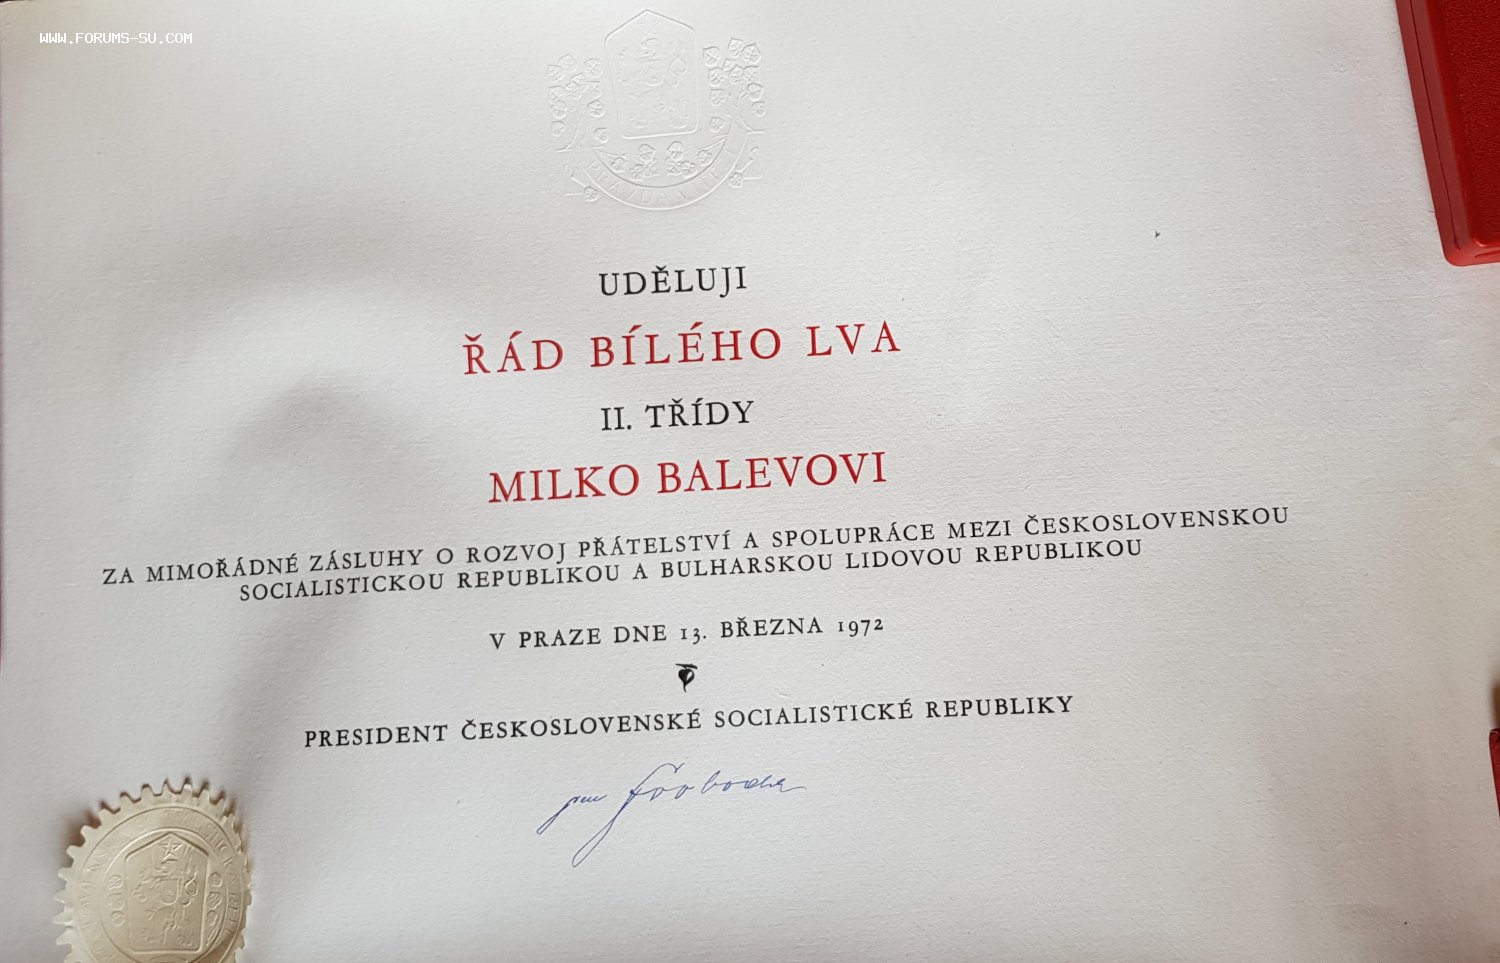 WWW.FORUMS-SU.COM
PRAVDA VÍTĚZÍ
UDĚLUJI
ŘÁD BÍLÉHO LVA
II. TŘÍDY
MILKO BALEVOVI
ZA MIMOŘÁDNÉ ZÁSLUHY O ROZVOJ PŘÁTELSTVÍ A SPOLUPRÁCE MEZI ČESKOSLOVENSKOU
SOCIALISTICKOU REPUBLIKOU A BULHARSKOU LIDOVOU REPUBLIKOU
V PRAZE DNE 13. BŘEZNA 1972
PRESIDENT ČESKOSLOVENSKÉ SOCIALISTICKÉ REPUBLIKY
Svoboda